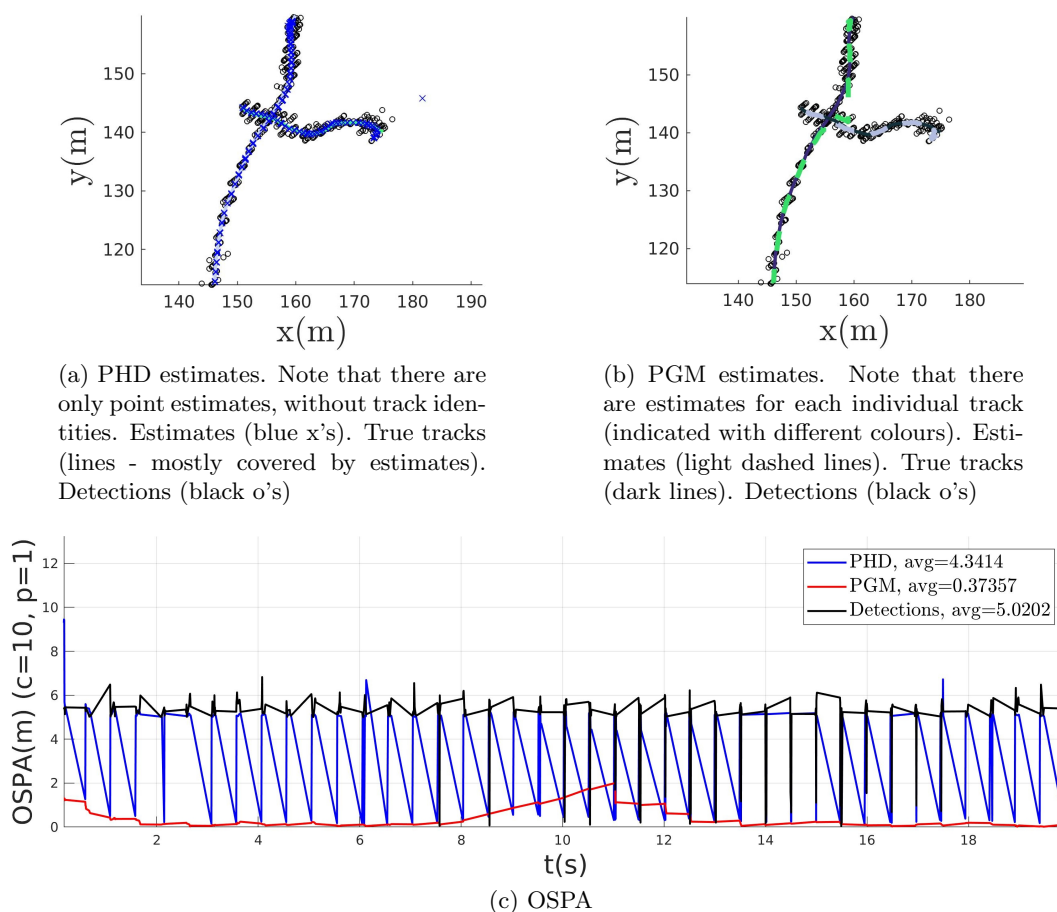 150
140
130
120
y(m)
140 150 160 170 180 190
x(m)
150
140
130
120
y(m)
140 150 160 170 180
x(m)
(a) PHD estimates. Note that there are
only point estimates, without track iden-
tities. Estimates (blue x's). True tracks
(lines - mostly covered by estimates).
Detections (black o's)
(b) PGM estimates. Note that there
are estimates for each individual track
(indicated with different colours). Esti-
mates (light dashed lines). True tracks
(dark lines). Detections (black o's)
OSPA(m) (c=10, p=1)
12
10
8
6
4
2
0
PHD, avg=4.3414
PGM, avg=0.37357
Detections, avg=5.0202
2 4 6 8 10 12 14 16 18
t(s)
(c) OSPA